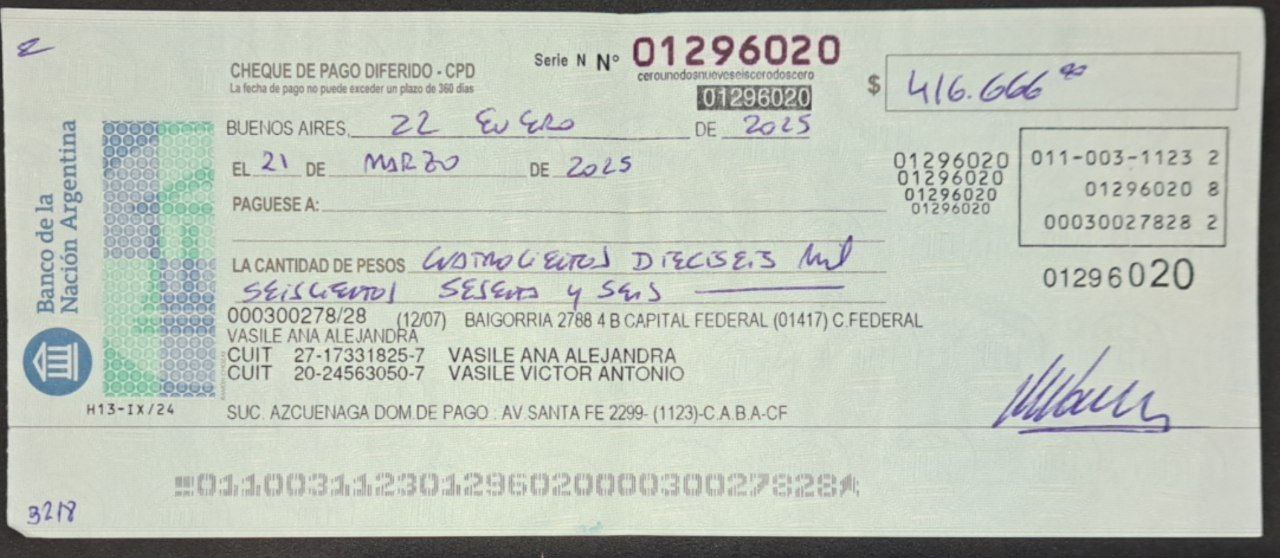 Serie N Nº 01296020
cerounodosnueveseiscerodoscero
01296020
CHEQUE DE PAGO DIFERIDO - CPD
La fecha de pago no puede exceder un plazo de 360 días
$ 416.666
BUENOS AIRES, 22 ENERO DE 2025
EL 21 DE MARZO DE 2025
PAGUESE A:
LA CANTIDAD DE PESOS CUATROCIENTOS DIECISEIS Mil
SEISCIENTOS SESENTA y SEIS
01296020
01296020
01296020
01296020
011-003-1123 2
01296020 8
00030027828 2
01296020
000300278/28 (12/07) BAIGORRIA 2788 4 B CAPITAL FEDERAL (01417) C.FEDERAL
VASILE ANA ALEJANDRA
CUIT 27-17331825-7 VASILE ANA ALEJANDRA
CUIT 20-24563050-7 VASILE VICTOR ANTONIO
SUC. AZCUENAGA DOM.DE PAGO : AV SANTA FE 2299- (1123)-C.A.B.A-CF
Banco de la
Nación Argentina
H13-IX/24
01100311230129602000030027828
3218